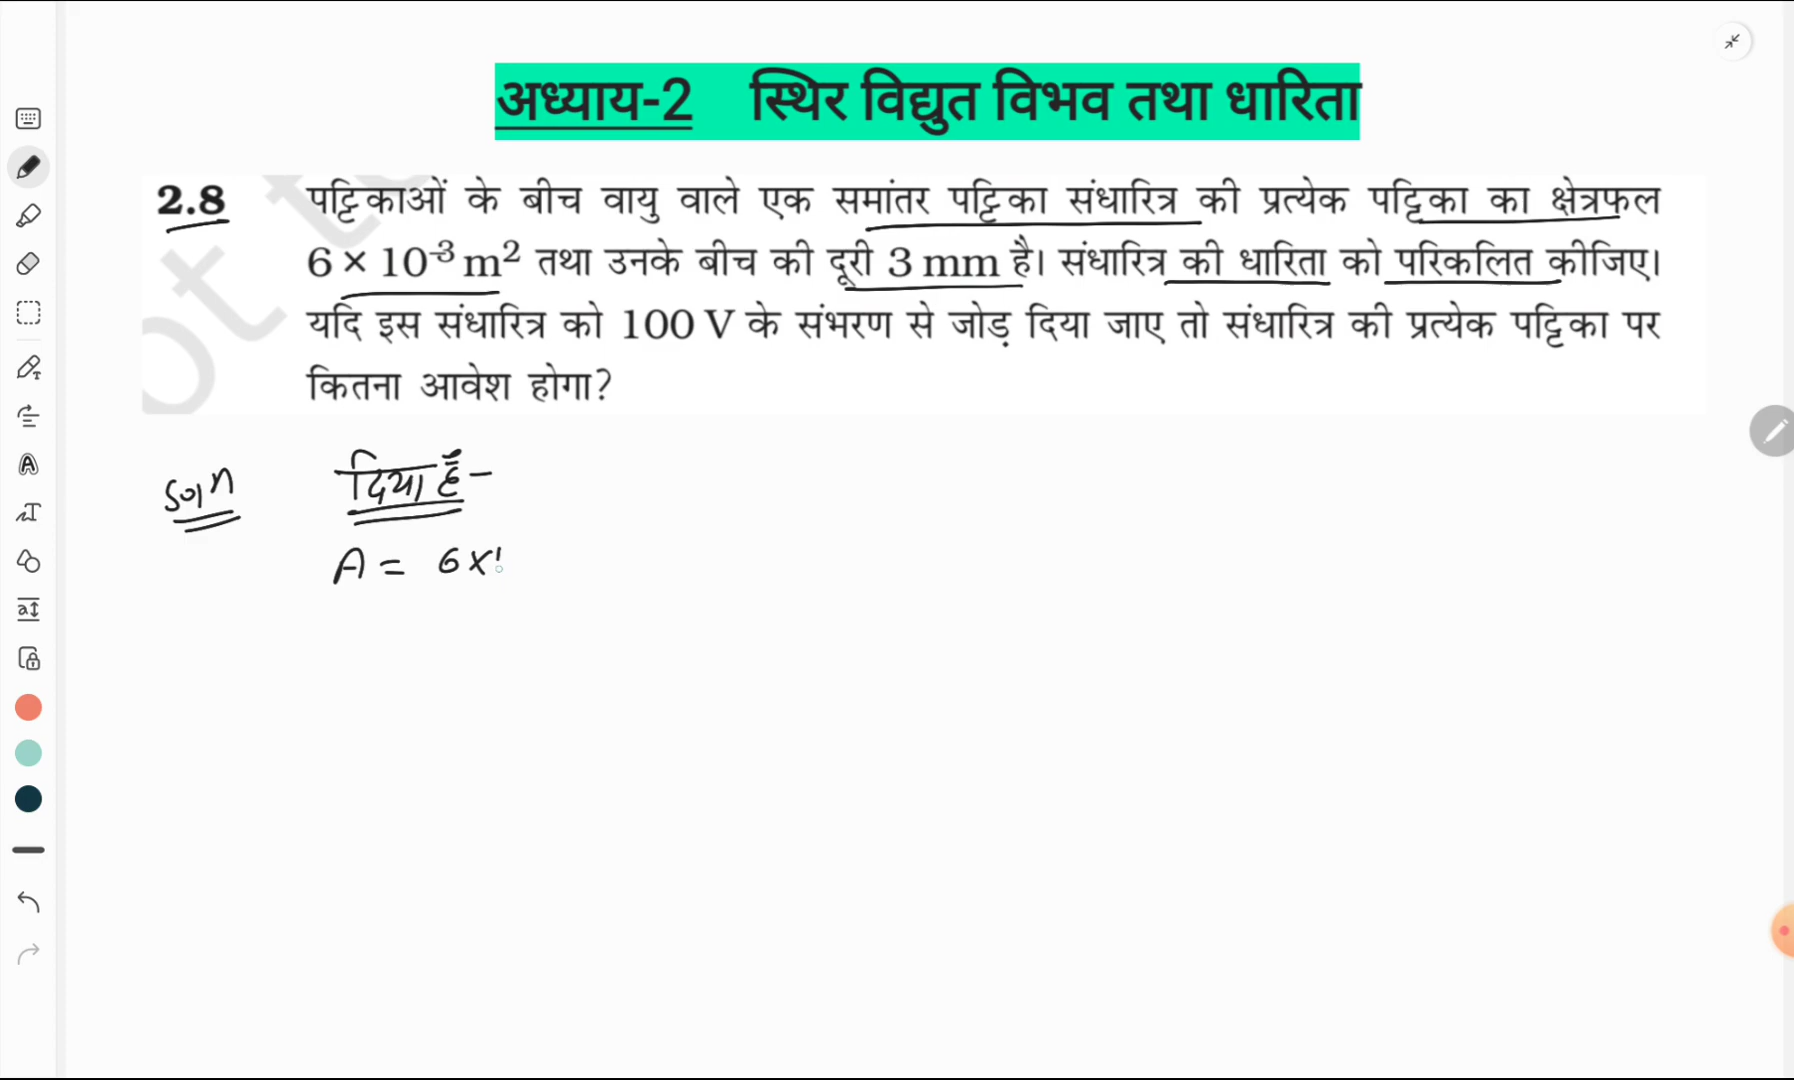 अध्याय-2 स्थिर विद्युत विभव तथा धारिता
2.8 पट्टिकाओं के बीच वायु वाले एक समांतर पट्टिका संधारित्र की प्रत्येक पट्टिका का क्षेत्रफल
6 × 10⁻³ m² तथा उनके बीच की दूरी 3 mm है। संधारित्र की धारिता को परिकलित कीजिए।
यदि इस संधारित्र को 100 V के संभरण से जोड़ दिया जाए तो संधारित्र की प्रत्येक पट्टिका पर
कितना आवेश होगा?
Solⁿ दिया है -
A = 6×